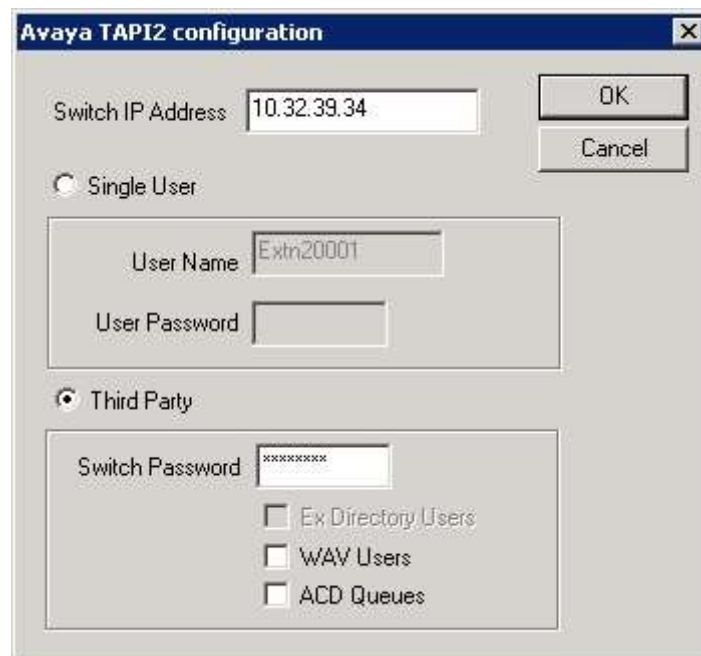 Avaya TAPI2 configuration
Switch IP Address 10.32.39.34
OK
Cancel
Single User
User Name Extn20001
User Password
Third Party
Switch Password ********
Ex Directory Users
WAV Users
ACD Queues